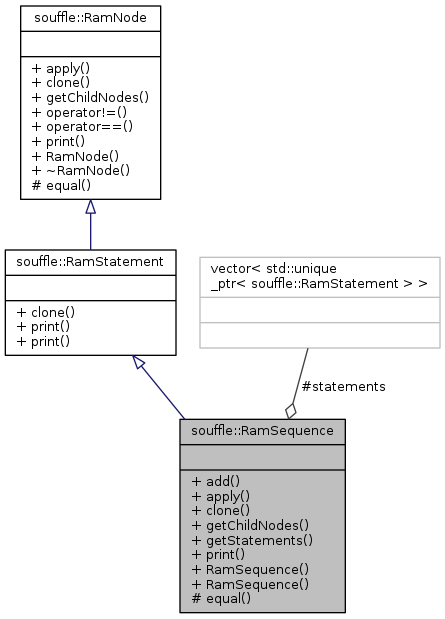 souffle::RamNode
+ apply()
+ clone()
+ getChildNodes()
+ operator!=()
+ operator==()
+ print()
+ RamNode()
+ ~RamNode()
# equal()
souffle::RamStatement
+ clone()
+ print()
+ print()
vector< std::unique
_ptr< souffle::RamStatement > >
#statements
souffle::RamSequence
+ add()
+ apply()
+ clone()
+ getChildNodes()
+ getStatements()
+ print()
+ RamSequence()
+ RamSequence()
# equal()